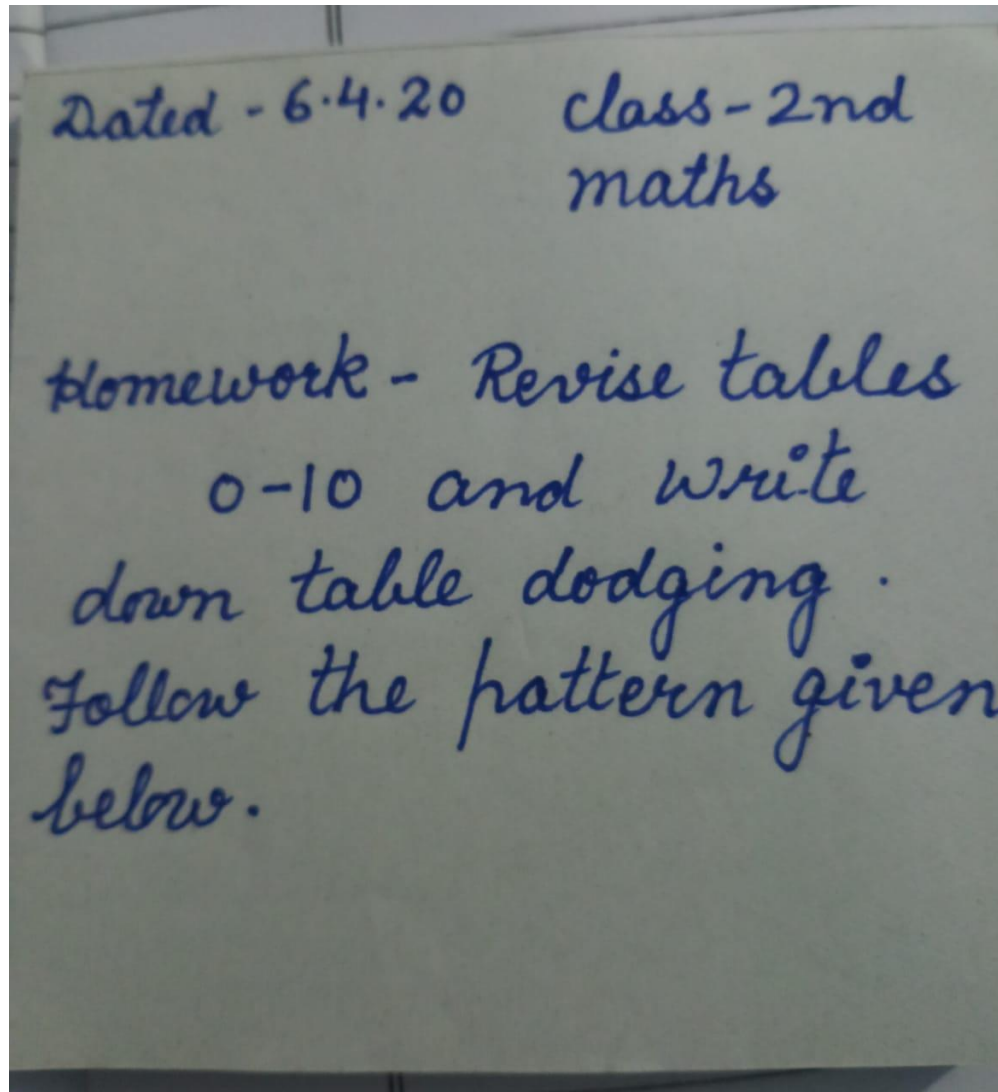 Dated - 6.4.20 class - 2nd
maths
Homework - Revise tables
0-10 and write
down table dodging.
Follow the pattern given
below.